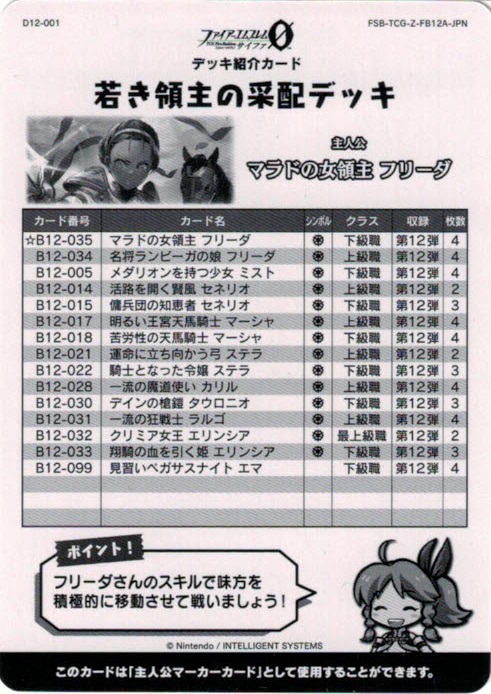 D12-001
FSB-TCG-Z-FB12A-JPN
ファイアーエムブレム0
サイファ
デッキ紹介カード
若き領主の采配デッキ
主人公
マラドの女領主 フリーダ
カード番号 カード名 シンボル クラス 収録 枚数
☆B12-035 マラドの女領主 フリーダ 下級職 第12弾 4
B12-034 名将ランビーガの娘 フリーダ 上級職 第12弾 4
B12-005 メダリオンを持つ少女 ミスト 下級職 第12弾 4
B12-014 活路を開く賢風 セネリオ 上級職 第12弾 2
B12-015 傭兵団の知恵者 セネリオ 下級職 第12弾 3
B12-017 明るい王宮天馬騎士 マーシャ 上級職 第12弾 4
B12-018 苦労性の天馬騎士 マーシャ 下級職 第12弾 4
B12-021 運命に立ち向かう弓 ステラ 上級職 第12弾 2
B12-022 騎士となった令嬢 ステラ 下級職 第12弾 3
B12-028 一流の魔道使い カリル 上級職 第12弾 4
B12-030 デインの槍鎧 タウロニオ 下級職 第12弾 3
B12-031 一流の狂戦士 ラルゴ 上級職 第12弾 4
B12-032 クリミア女王 エリンシア 最上級職 第12弾 2
B12-033 翔騎の血を引く姫 エリンシア 下級職 第12弾 3
B12-099 見習いペガサスナイト エマ 下級職 第12弾 4
ポイント!
フリーダさんのスキルで味方を
積極的に移動させて戦いましょう!
© Nintendo / INTELLIGENT SYSTEMS
このカードは「主人公マーカーカード」として使用することができます。